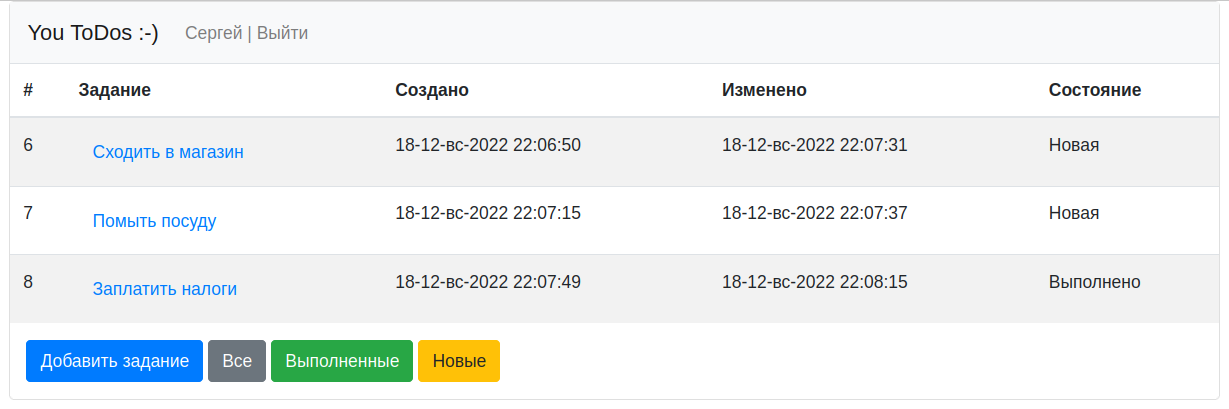 You ToDos :-) Сергей | Выйти
# Задание Создано Изменено Состояние
6 Сходить в магазин 18-12-вс-2022 22:06:50 18-12-вс-2022 22:07:31 Новая
7 Помыть посуду 18-12-вс-2022 22:07:15 18-12-вс-2022 22:07:37 Новая
8 Заплатить налоги 18-12-вс-2022 22:07:49 18-12-вс-2022 22:08:15 Выполнено
Добавить задание Все Выполненные Новые